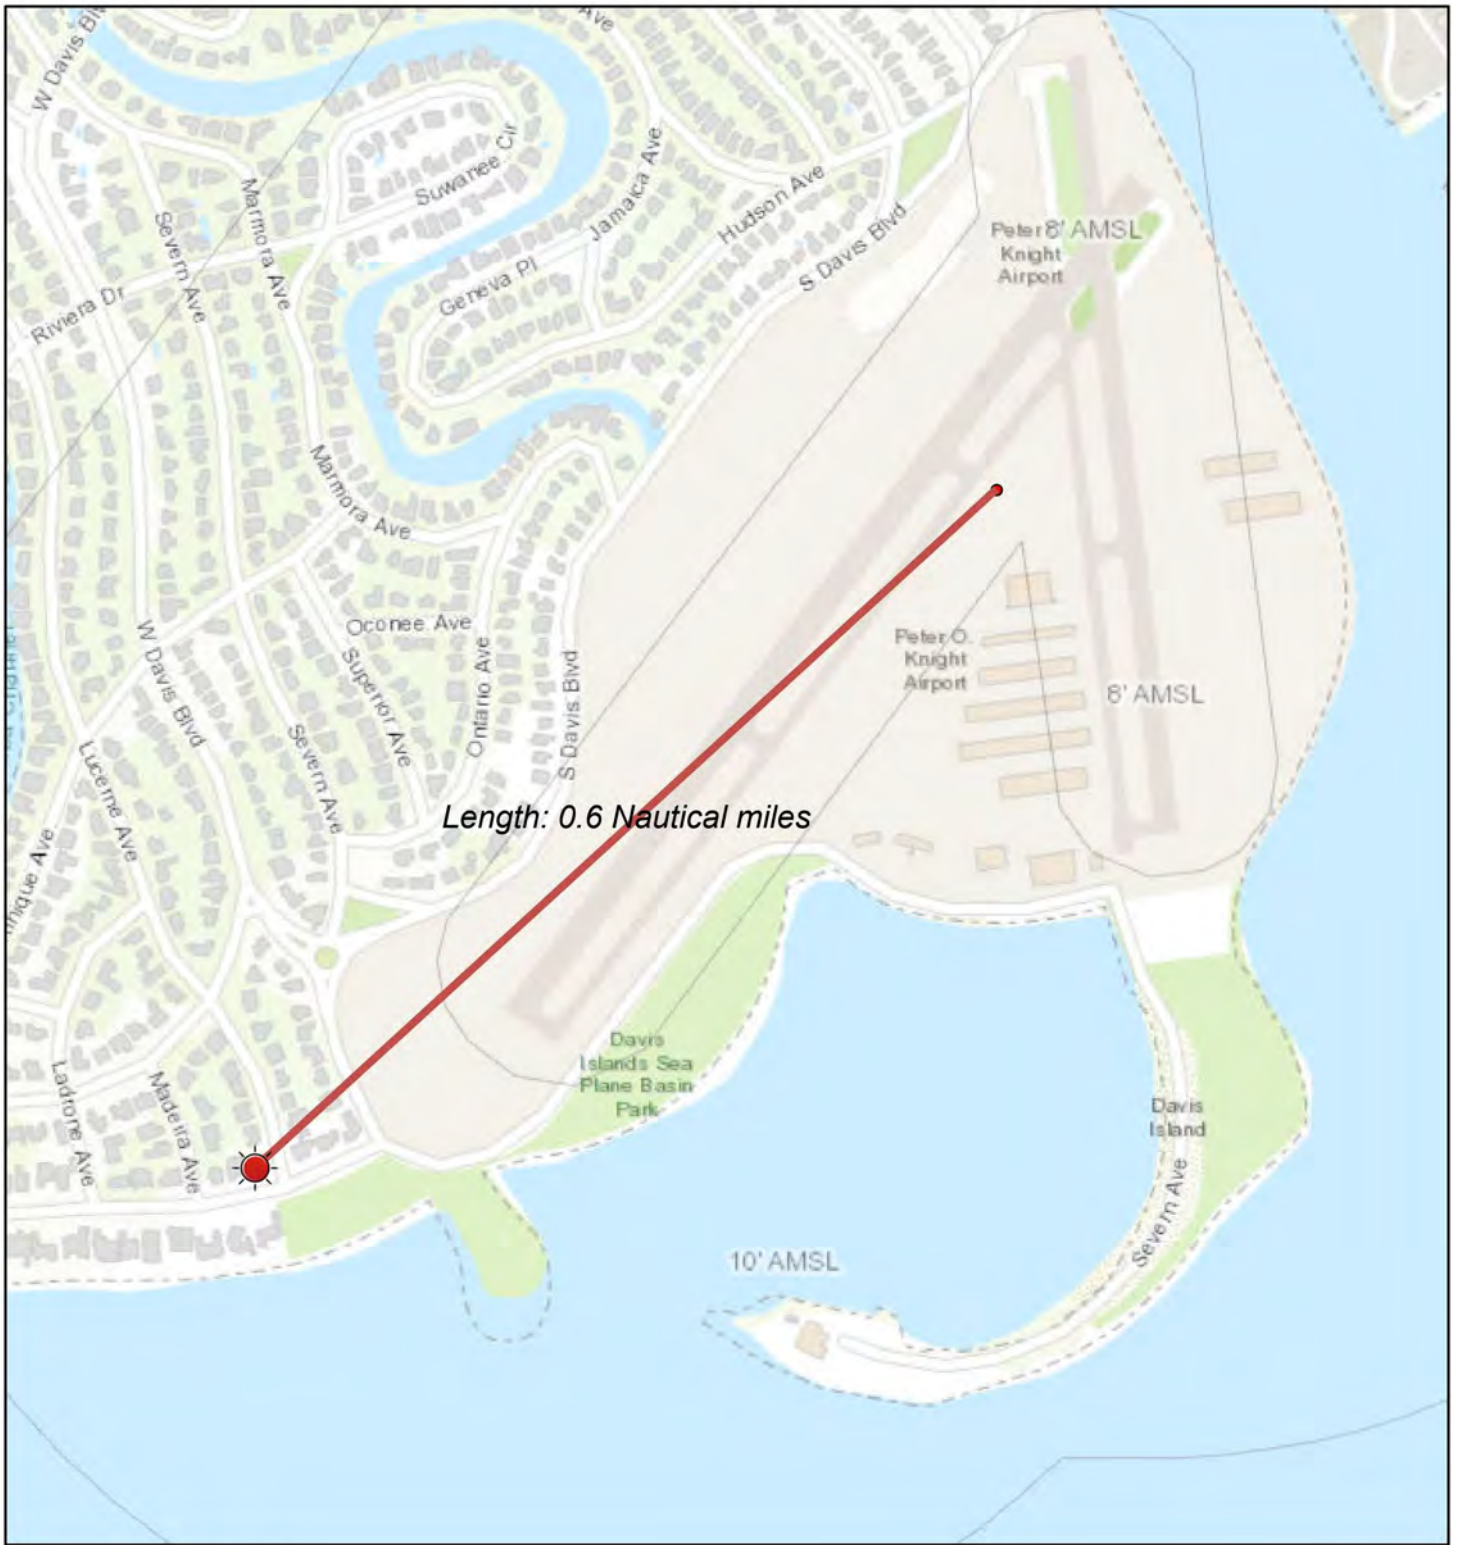 W Davis Blvd
Ave
Suwanee Cir
Jamaica Ave
Hudson Ave
Marmora Ave
Severn Ave
Peter
Knight
Airport
8' AMSL
Geneva Pl
S Davis Blvd
Riviera Dr
Marmora Ave
Oconee Ave
W Davis Blvd
Superior Ave
Ontario Ave
S Davis Blvd
Peter O.
Knight
Airport
8' AMSL
Lucerne Ave
Severn Ave
Length: 0.6 Nautical miles
nique Ave
Davis
Islands Sea
Plane Basin
Park
Ladrone Ave
Madeira Ave
Davis
Island
Severn Ave
10' AMSL